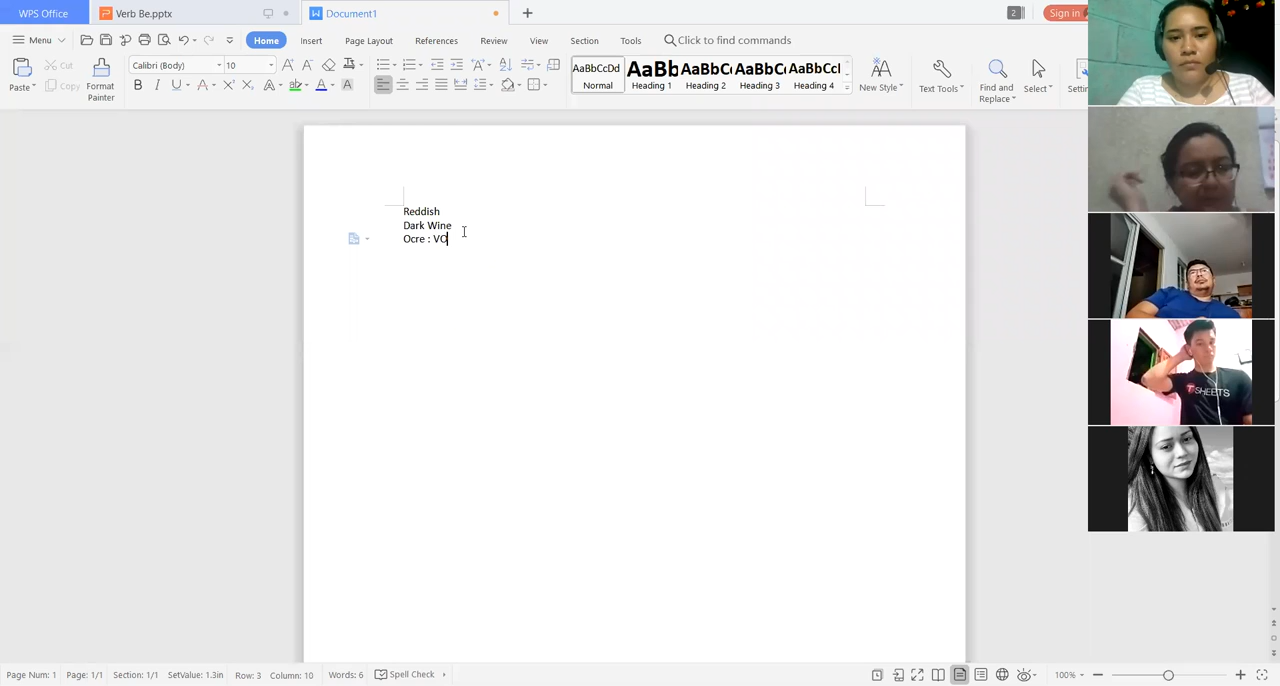 WPS Office
Verb Be.pptx
Document1
2
Sign in
Menu
Home
Insert
Page Layout
References
Review
View
Section
Tools
Click to find commands
Paste
Cut
Copy
Format
Painter
Calibri (Body)
10
AaBbCcDd
Normal
AaBb
Heading 1
AaBbC
Heading 2
AaBbC
Heading 3
AaBbCcI
Heading 4
New Style
Text Tools
Find and
Replace
Select
Reddish
Dark Wine
Ocre : VO
T SHEETS
Page Num: 1
Page: 1/1
Section: 1/1
SetValue: 1.3in
Row: 3
Column: 10
Words: 6
Spell Check
100%